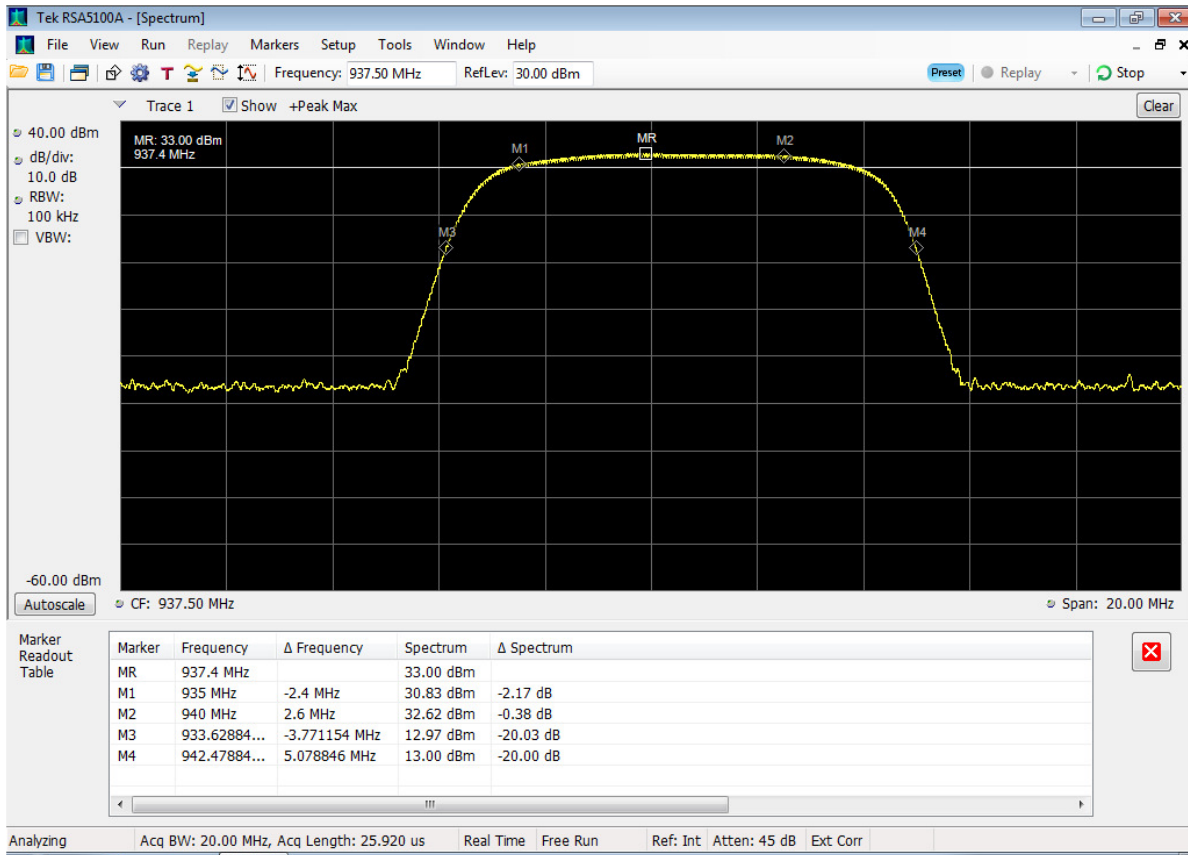 Tek RSA5100A - [Spectrum]
File View Run Replay Markers Setup Tools Window Help
T Frequency: 937.50 MHz RefLev: 30.00 dBm Preset Replay Stop
Trace 1 Show +Peak Max Clear
40.00 dBm
dB/div:
10.0 dB
RBW:
100 kHz
VBW:
MR: 33.00 dBm
937.4 MHz
M1
MR
M2
M3
M4
-60.00 dBm
Autoscale CF: 937.50 MHz Span: 20.00 MHz
Marker
Readout
Table
Marker Frequency Δ Frequency Spectrum Δ Spectrum
MR 937.4 MHz 33.00 dBm
M1 935 MHz -2.4 MHz 30.83 dBm -2.17 dB
M2 940 MHz 2.6 MHz 32.62 dBm -0.38 dB
M3 933.62884... -3.771154 MHz 12.97 dBm -20.03 dB
M4 942.47884... 5.078846 MHz 13.00 dBm -20.00 dB
Analyzing Acq BW: 20.00 MHz, Acq Length: 25.920 us Real Time Free Run Ref: Int Atten: 45 dB Ext Corr